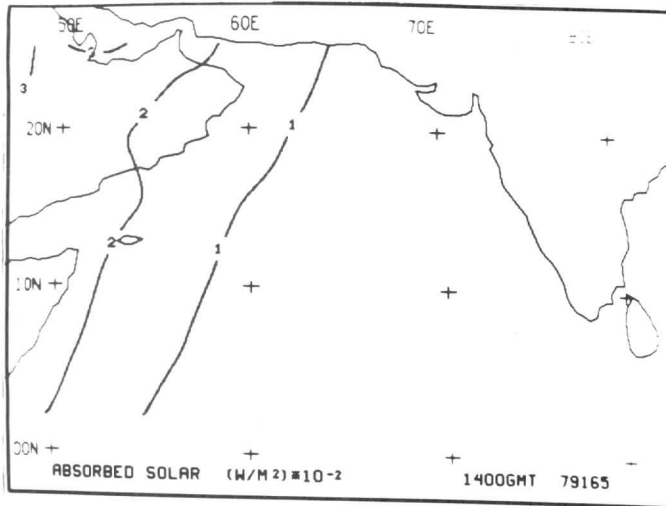 50E 60E 70E
2
3
2
20N 1
2 1
10N
00N
ABSORBED SOLAR (W/M²)*10⁻² 1400GMT 79165